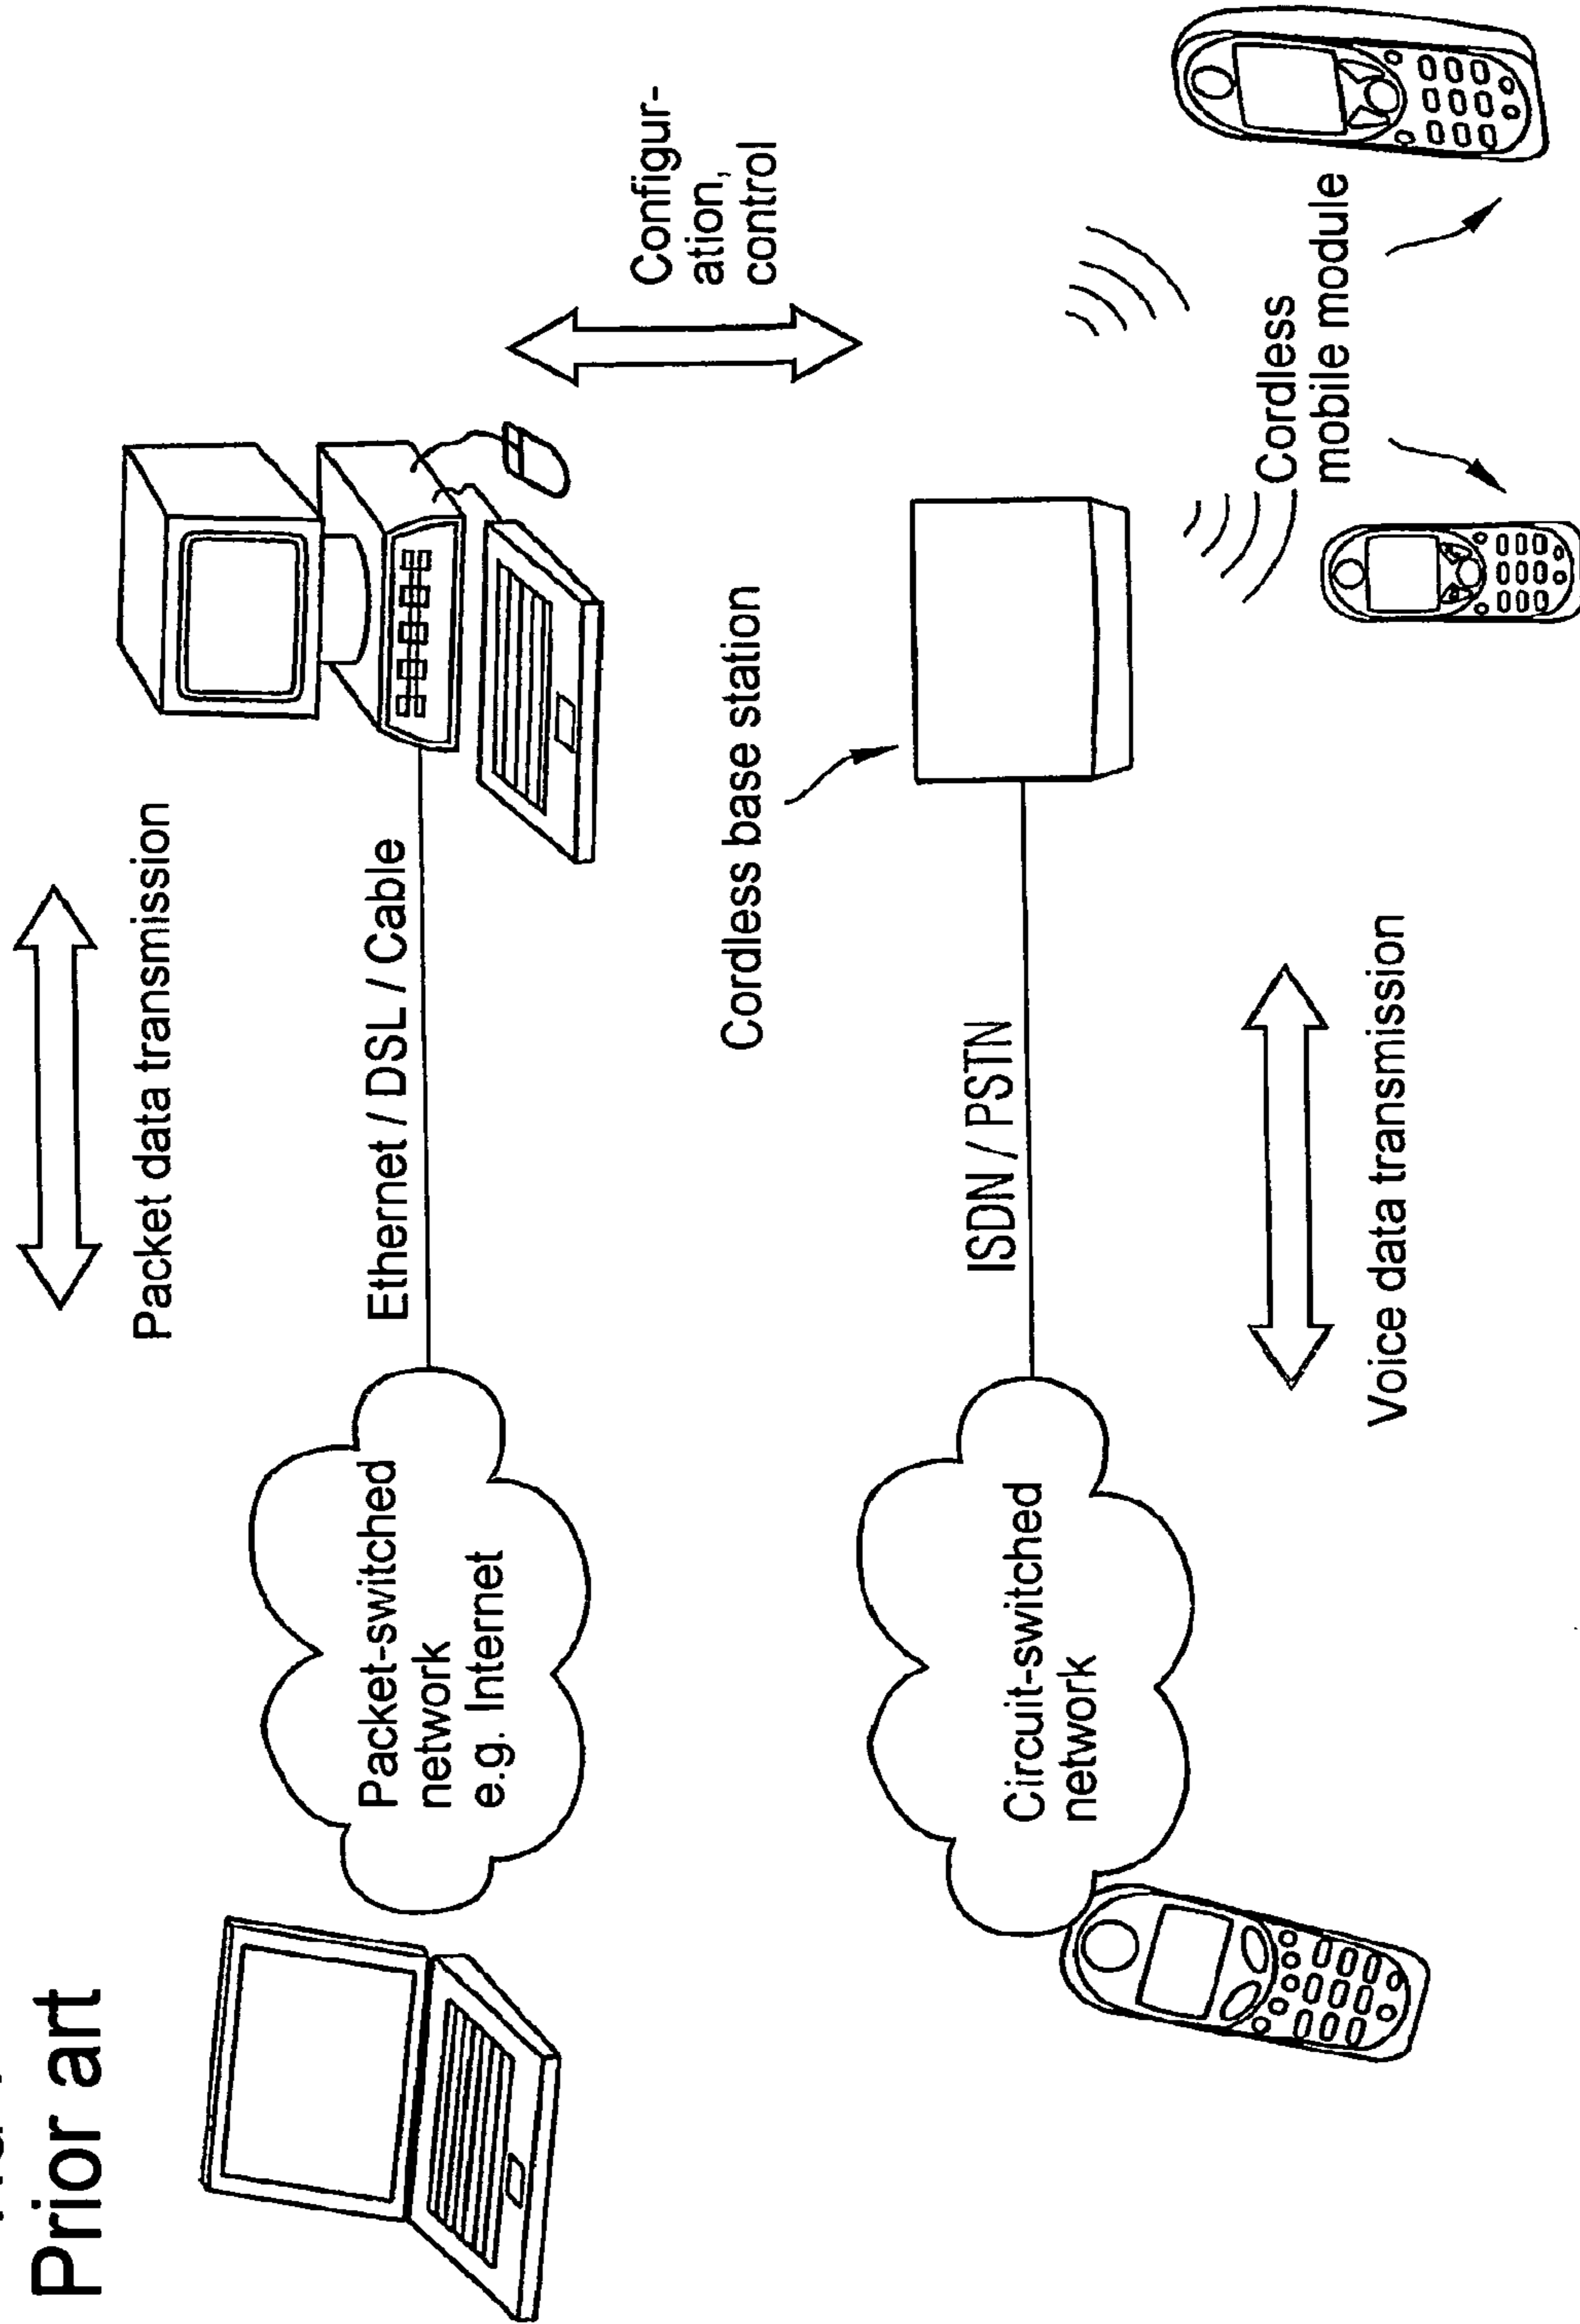 Prior art
Packet data transmission
Ethernet / DSL / Cable
Packet-switched
network
e.g. Internet
Configur-
ation,
control
Cordless base station
ISDN / PSTN
Circuit-switched
network
Cordless
mobile module
Voice data transmission